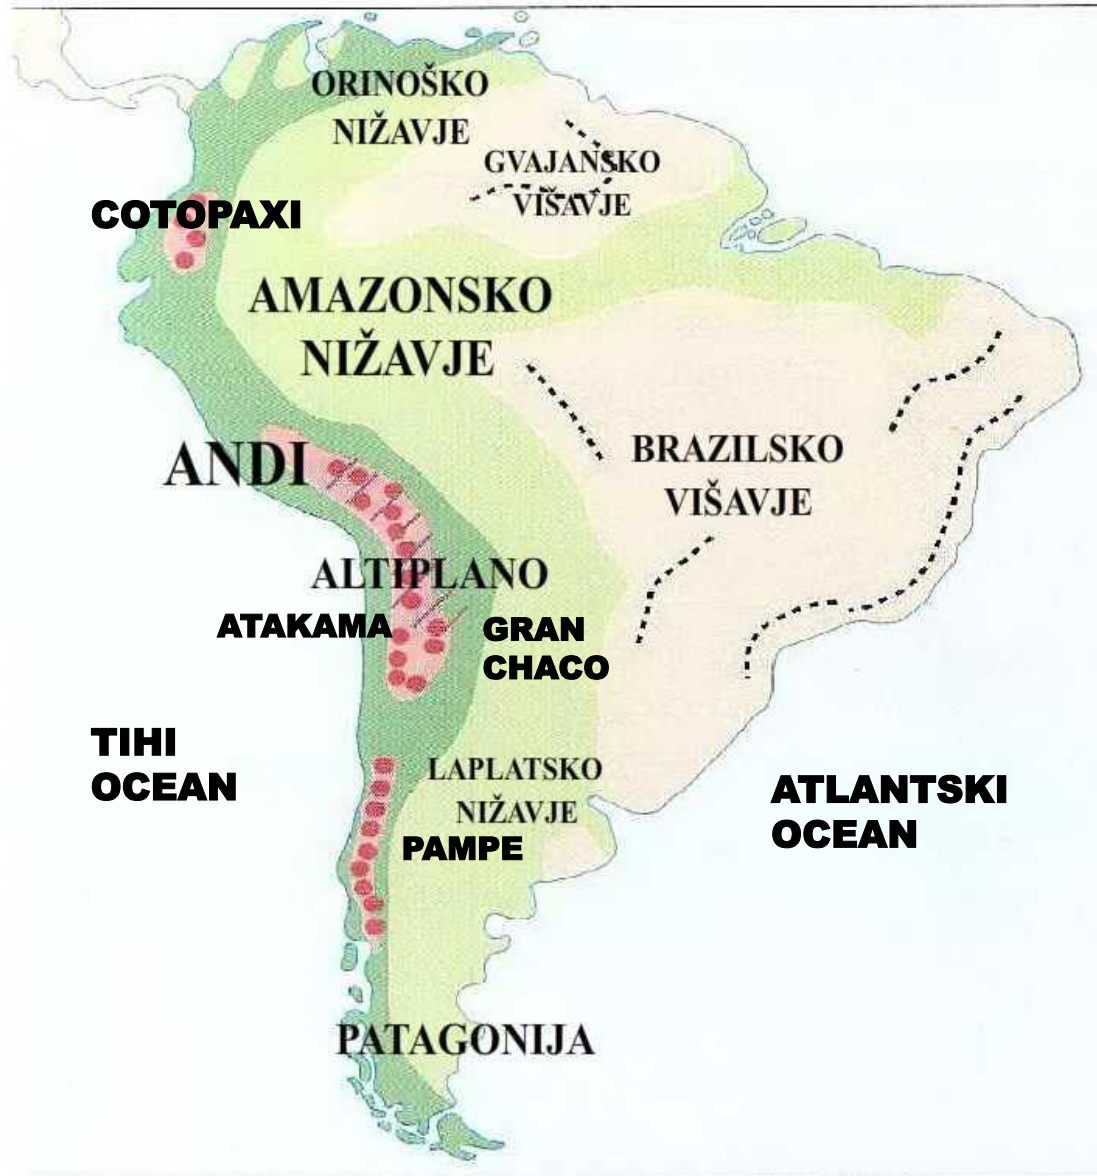 ORINOŠKO
NIŽAVJE
GVAJANSKO
VIŠAVJE
COTOPAXI
AMAZONSKO
NIŽAVJE
ANDI
BRAZILSKO
VIŠAVJE
ALTIPLANO
ATAKAMA
GRAN
CHACO
TIHI
OCEAN
LAPLATSKO
NIŽAVJE
ATLANTSKI
OCEAN
PAMPE
PATAGONIJA